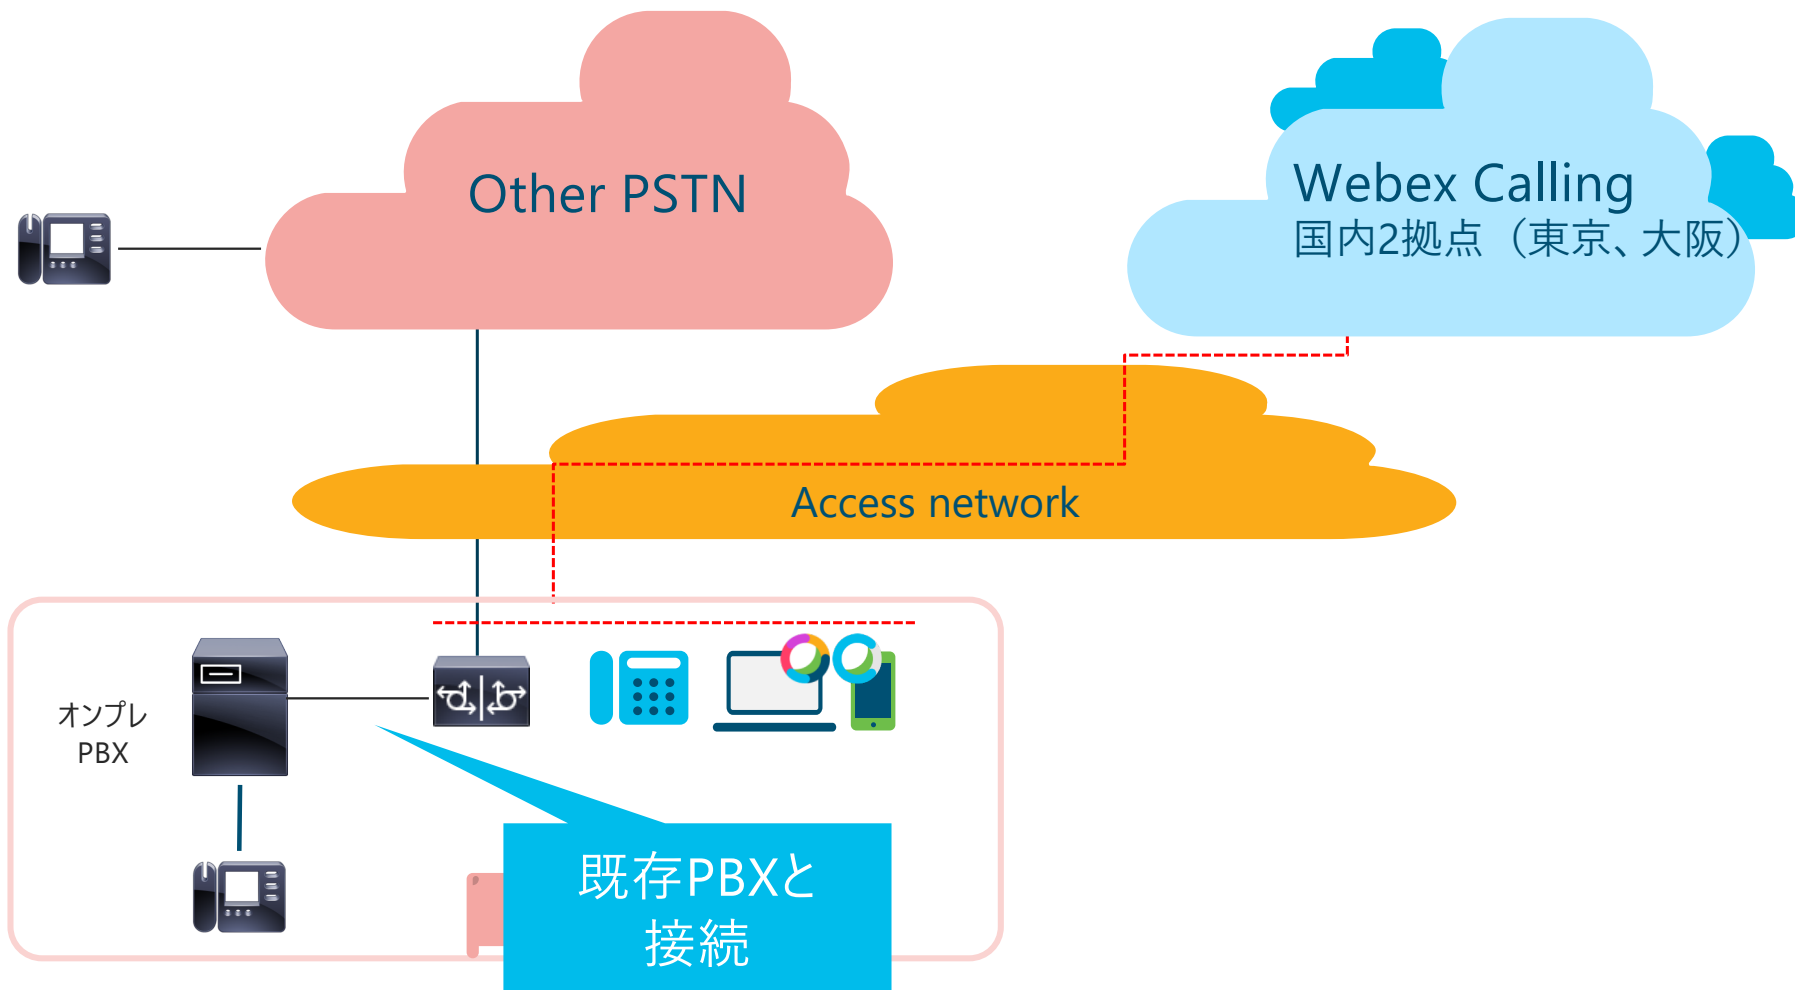 Other PSTN
Webex Calling
国内2拠点（東京、大阪）
Access network
オンプレ
PBX
既存PBXと
接続